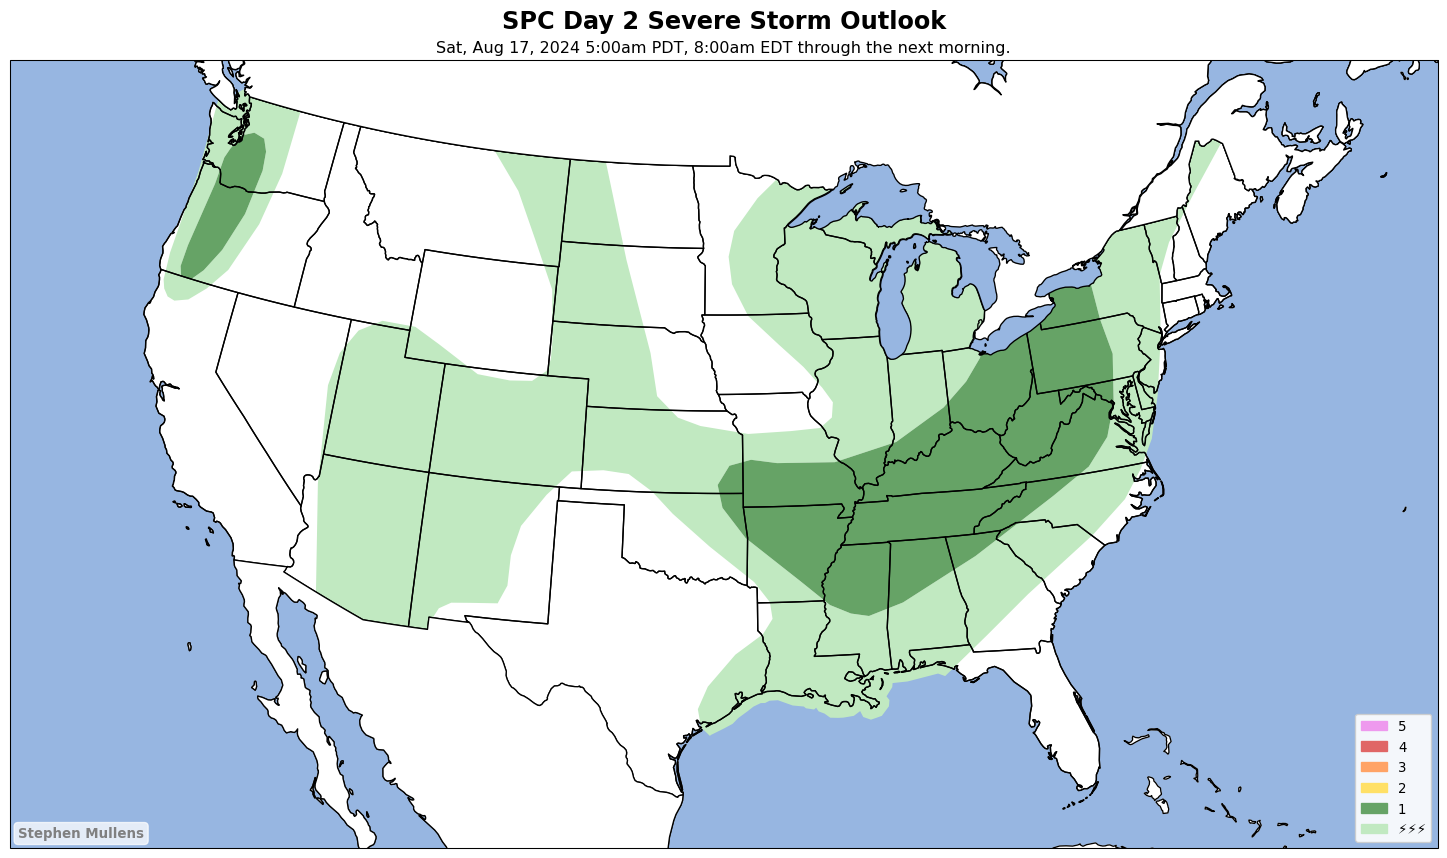 SPC Day 2 Severe Storm Outlook
Sat, Aug 17, 2024 5:00am PDT, 8:00am EDT through the next morning.
5
4
3
2
1
⚡⚡⚡
Stephen Mullens